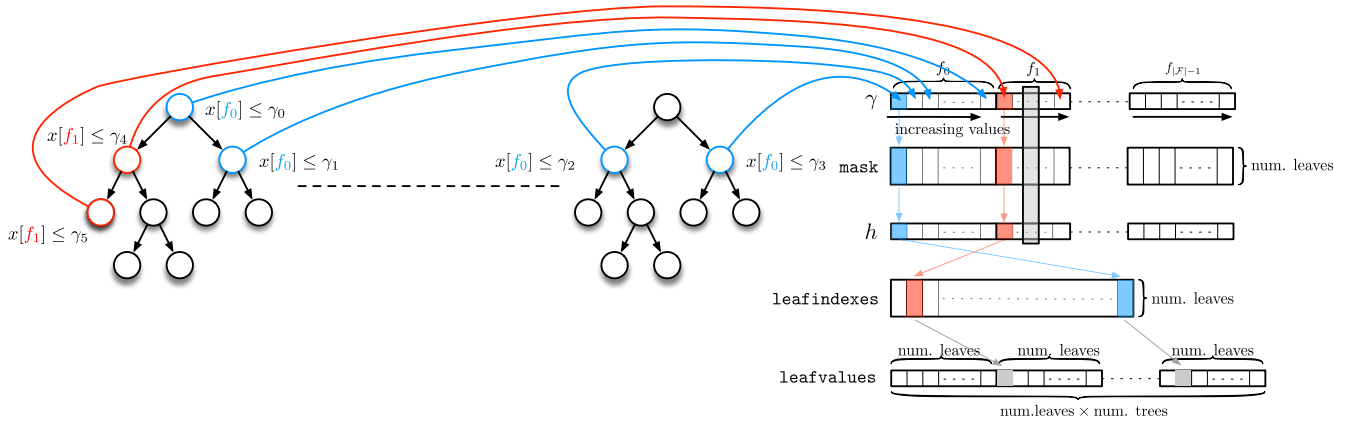 f₀ f₁ f_{|ℱ|−1}
γ
x[f₀] ≤ γ₀
increasing values
x[f₁] ≤ γ₄
x[f₀] ≤ γ₁
x[f₀] ≤ γ₂
x[f₀] ≤ γ₃
mask
num. leaves
x[f₁] ≤ γ₅
h
leafindexes
num. leaves
num. leaves num. leaves num. leaves
leafvalues
num.leaves × num. trees